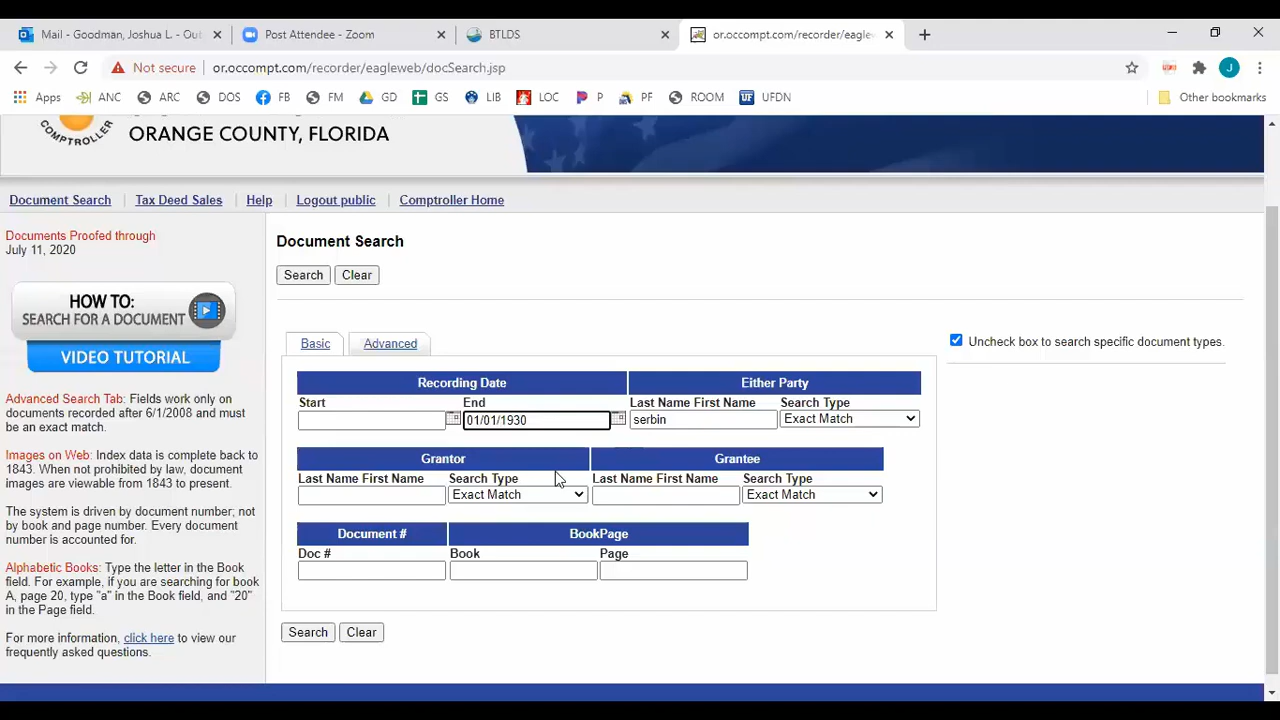 Mail - Goodman, Joshua L. - Out
Post Attendee - Zoom
BTLDS
or.occompt.com/recorder/eaglew
Not secure
or.occompt.com/recorder/eagleweb/docSearch.jsp
J
Apps
ANC
ARC
DOS
FB
FM
GD
GS
LIB
LOC
P
PF
ROOM
UF
UFDN
Other bookmarks
COMPTROLLER
ORANGE COUNTY, FLORIDA
Document Search
Tax Deed Sales
Help
Logout public
Comptroller Home
Documents Proofed through
July 11, 2020
HOW TO:
SEARCH FOR A DOCUMENT
VIDEO TUTORIAL
Advanced Search Tab: Fields work only on
documents recorded after 6/1/2008 and must
be an exact match.
Images on Web: Index data is complete back to
1843. When not prohibited by law, document
images are viewable from 1843 to present.
The system is driven by document number; not
by book and page number. Every document
number is accounted for.
Alphabetic Books: Type the letter in the Book
field. For example, if you are searching for book
A, page 20, type "a" in the Book field, and "20"
in the Page field.
For more information, click here to view our
frequently asked questions.
Document Search
Search Clear
Basic Advanced
Uncheck box to search specific document types.
Recording Date
Either Party
Start
End
Last Name First Name
Search Type
01/01/1930
serbin
Exact Match
Grantor
Grantee
Last Name First Name
Search Type
Last Name First Name
Search Type
Exact Match
Exact Match
Document #
BookPage
Doc #
Book
Page
Search Clear